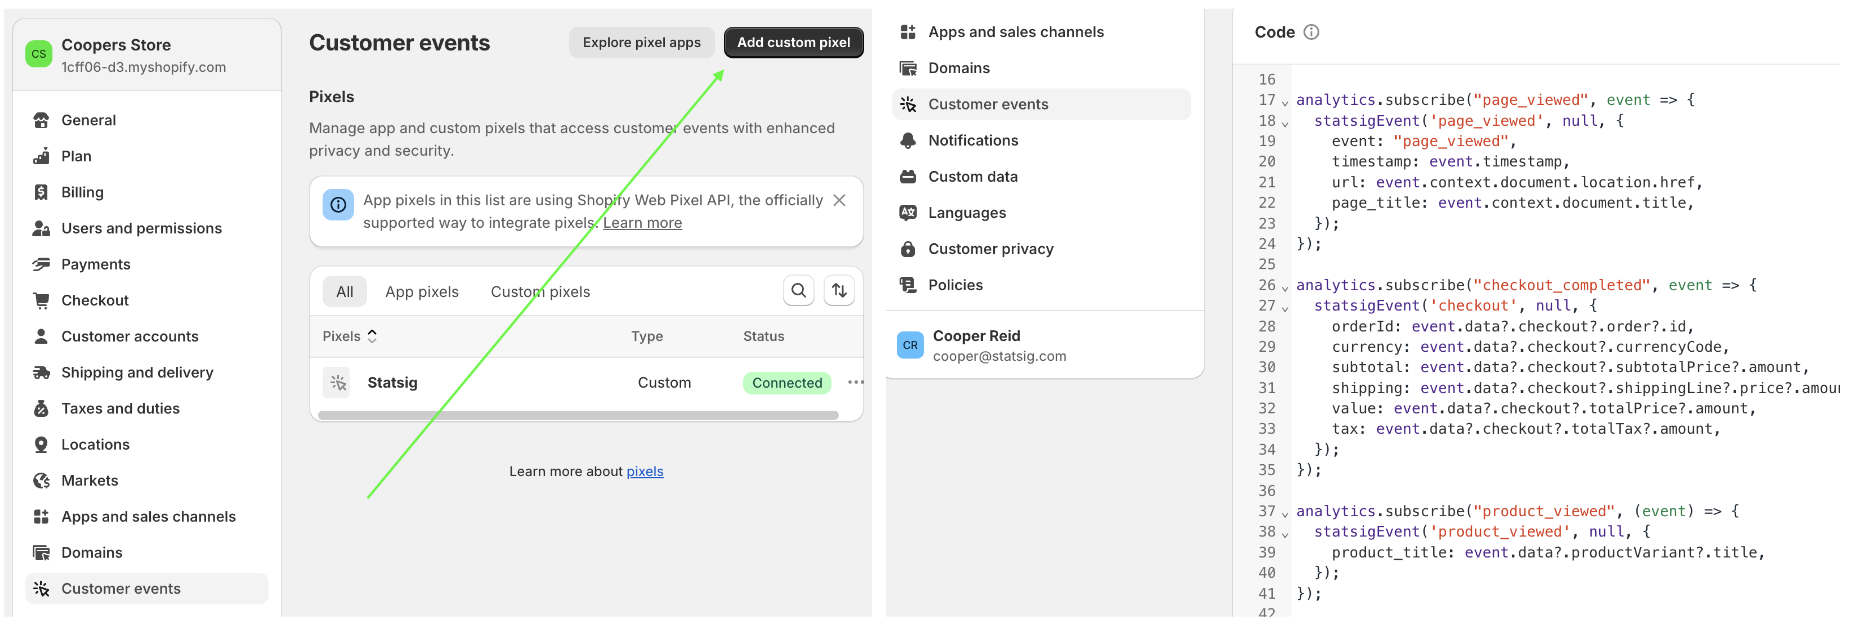 CS
Coopers Store
1cff06-d3.myshopify.com
General
Plan
Billing
Users and permissions
Payments
Checkout
Customer accounts
Shipping and delivery
Taxes and duties
Locations
Markets
Apps and sales channels
Domains
Customer events
Customer events
Explore pixel apps
Add custom pixel
Pixels
Manage app and custom pixels that access customer events with enhanced
privacy and security.
App pixels in this list are using Shopify Web Pixel API, the officially
supported way to integrate pixels. Learn more
All
App pixels
Custom pixels
Pixels
Type
Status
Statsig
Custom
Connected
Learn more about pixels
Apps and sales channels
Domains
Customer events
Notifications
Custom data
Languages
Customer privacy
Policies
CR
Cooper Reid
cooper@statsig.com
Code
16
17 analytics.subscribe("page_viewed", event => {
18 statsigEvent('page_viewed', null, {
19 event: "page_viewed",
20 timestamp: event.timestamp,
21 url: event.context.document.location.href,
22 page_title: event.context.document.title,
23 });
24 });
25
26 analytics.subscribe("checkout_completed", event => {
27 statsigEvent('checkout', null, {
28 orderId: event.data?.checkout?.order?.id,
29 currency: event.data?.checkout?.currencyCode,
30 subtotal: event.data?.checkout?.subtotalPrice?.amount,
31 shipping: event.data?.checkout?.shippingLine?.price?.amou
32 value: event.data?.checkout?.totalPrice?.amount,
33 tax: event.data?.checkout?.totalTax?.amount,
34 });
35 });
36
37 analytics.subscribe("product_viewed", (event) => {
38 statsigEvent('product_viewed', null, {
39 product_title: event.data?.productVariant?.title,
40 });
41 });
42